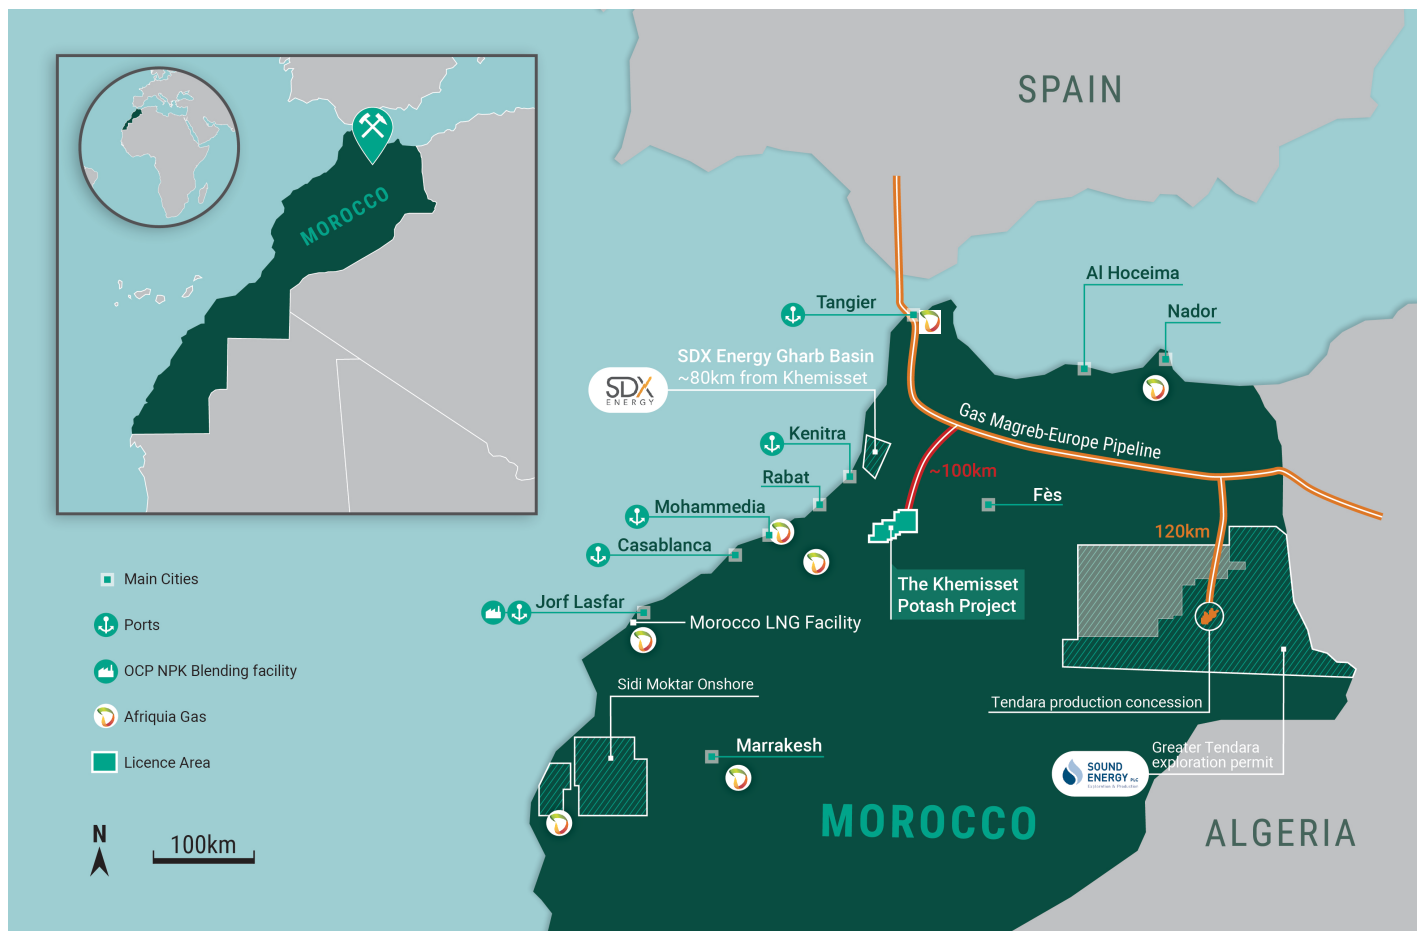 SPAIN
MOROCCO
Al Hoceima
Tangier
Nador
SDX Energy Gharb Basin
~80km from Khemisset
SDX
ENERGY
Gas Magreb-Europe Pipeline
Kenitra
~100km
Rabat
Fès
Mohammedia
120km
Casablanca
Main Cities
The Khemisset
Potash Project
Jorf Lasfar
Ports
Morocco LNG Facility
OCP NPK Blending facility
Sidi Moktar Onshore
Tendara production concession
Afriquia Gas
Marrakesh
Greater Tendara
exploration permit
Licence Area
SOUND
ENERGY PLC
Exploration & Production
MOROCCO
ALGERIA
N
100km